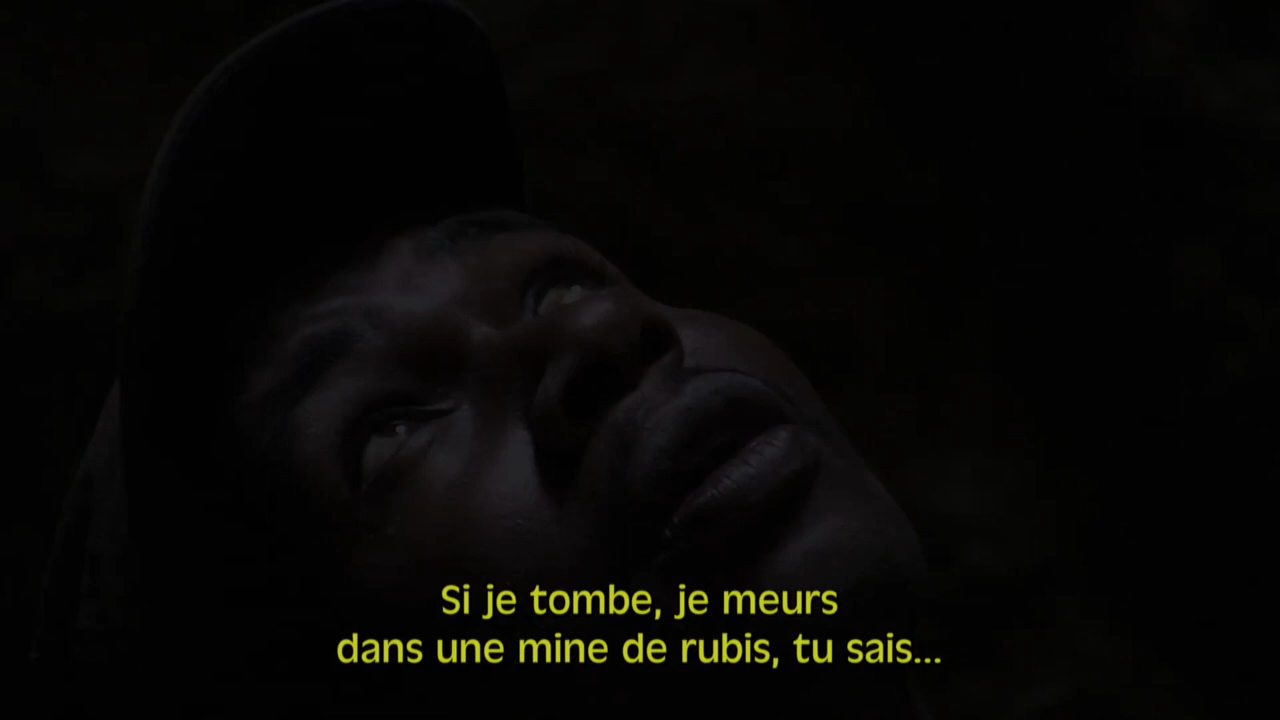 Si je tombe, je meurs
dans une mine de rubis, tu sais...